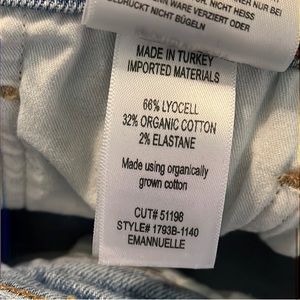 NUR. NICHT HEISS
WARE VERZIERT ODER
BEDRUCKT NICHT BÜGELN
MADE IN TURKEY
IMPORTED MATERIALS
66% LYOCELL
32% ORGANIC COTTON
2% ELASTANE
Made using organically
grown cotton
CUT# 51198
STYLE# 1793B-1140
EMANNUELLE